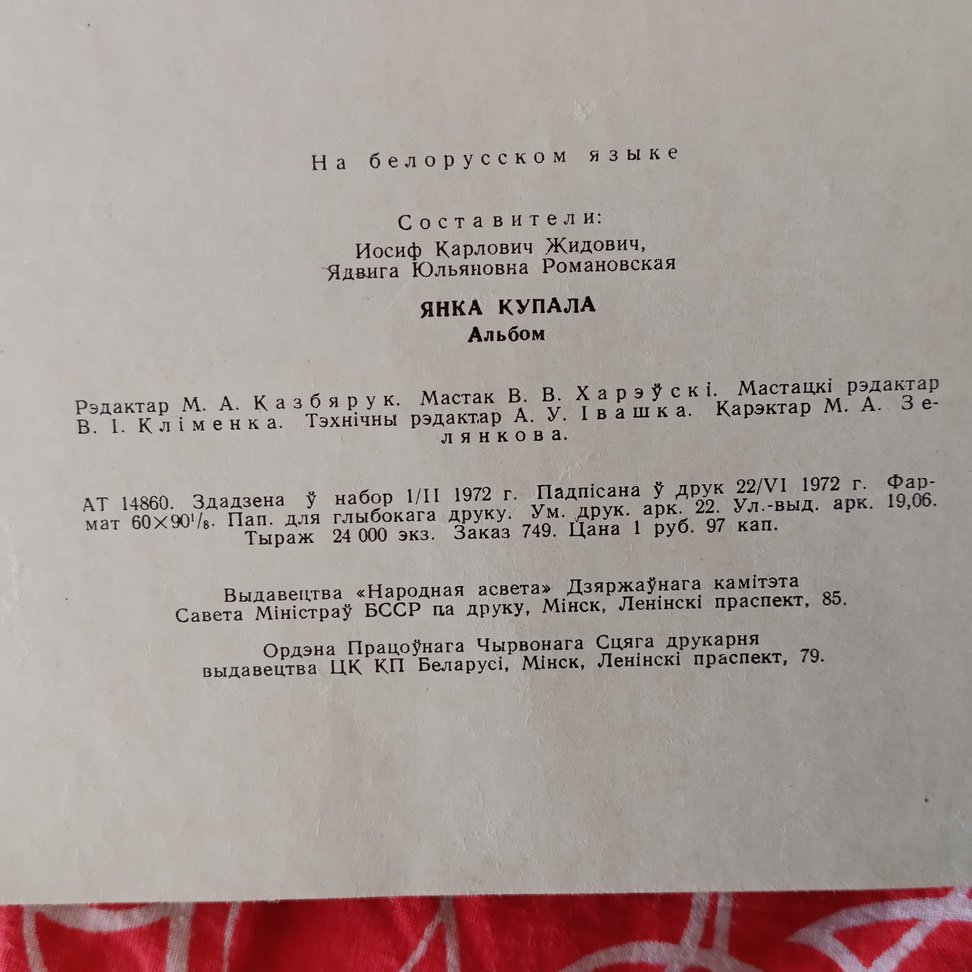 На белорусском языке
Составители:
Иосиф Карлович Жидович,
Ядвига Юльяновна Романовская
ЯНКА КУПАЛА
Альбом
Рэдактар М. А. Казбярук. Мастак В. В. Харэўскі. Мастацкі рэдактар
В. І. Кліменка. Тэхнічны рэдактар А. У. Івашка. Карэктар М. А. Зе-
лянкова.
АТ 14860. Здадзена ў набор 1/II 1972 г. Падпісана ў друк 22/VI 1972 г. Фар-
мат 60×90¹/₈. Пап. для глыбокага друку. Ум. друк. арк. 22. Ул.-выд. арк. 19,06.
Тыраж 24 000 экз. Заказ 749. Цана 1 руб. 97 кап.
Выдавецтва «Народная асвета» Дзяржаўнага камітэта
Савета Міністраў БССР па друку, Мінск, Ленінскі праспект, 85.
Ордэна Працоўнага Чырвонага Сцяга друкарня
выдавецтва ЦК КП Беларусі, Мінск, Ленінскі праспект, 79.